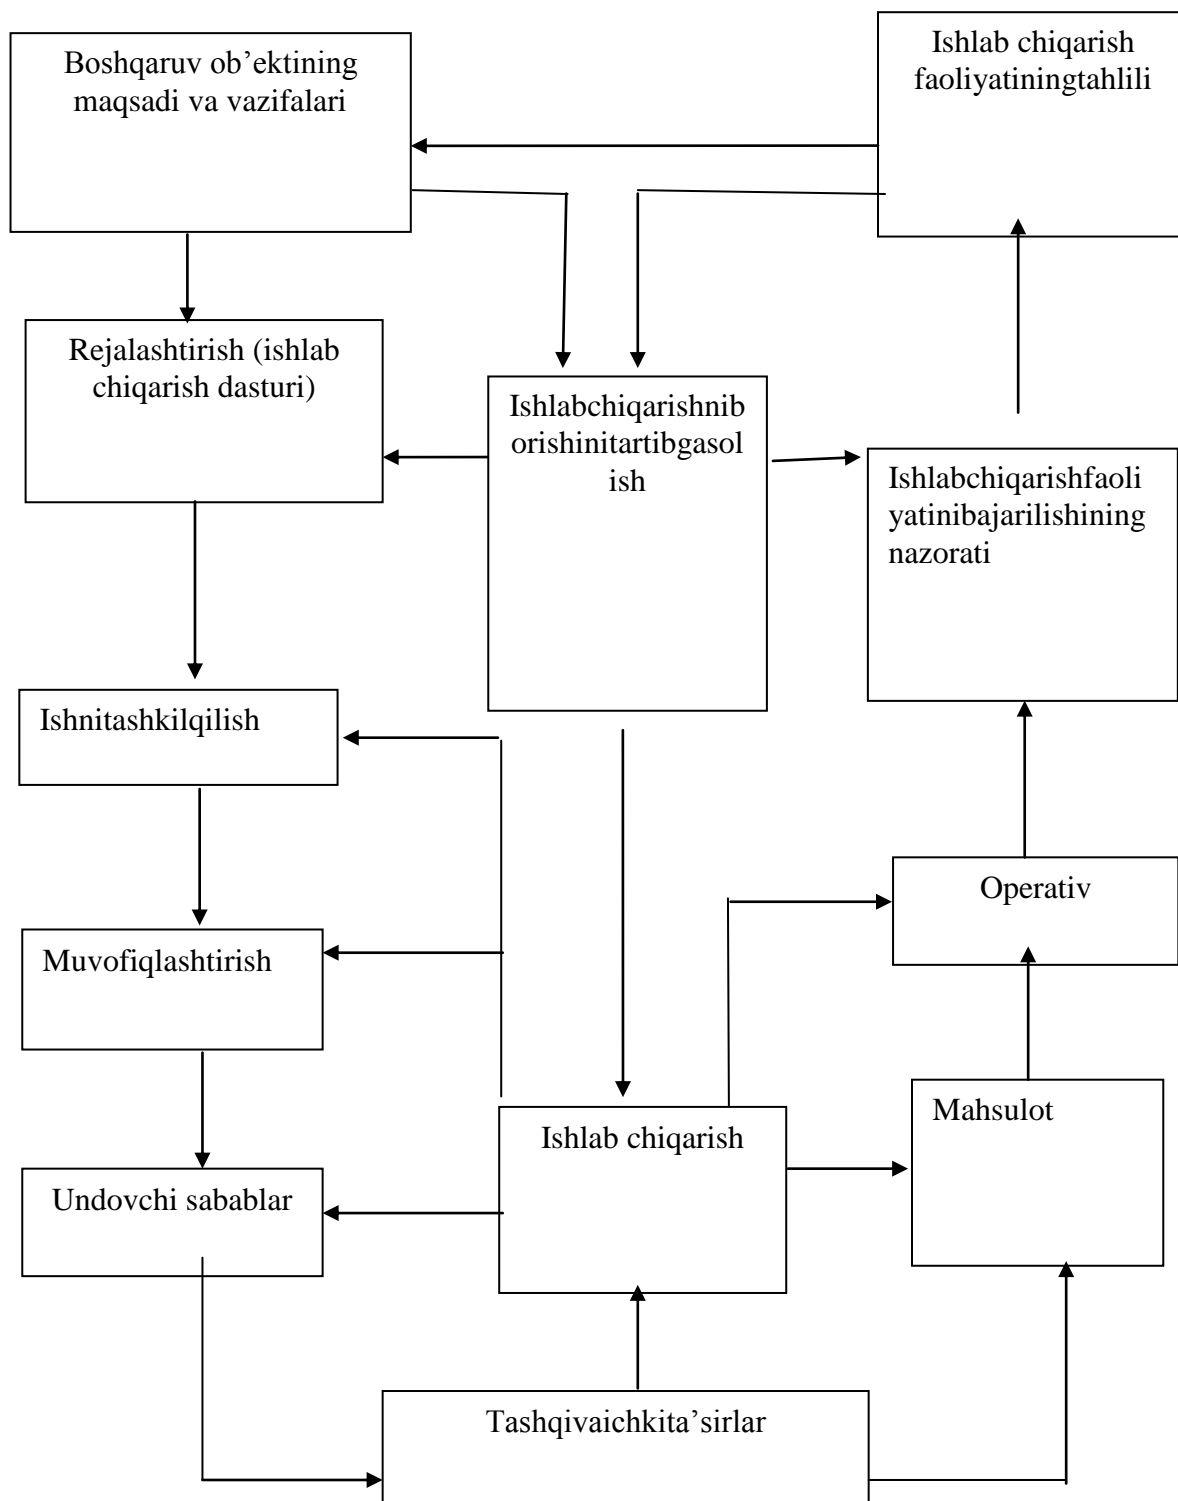 Boshqaruv ob’ektining
maqsadi va vazifalari
Ishlab chiqarish
faoliyatiningtahlili
Rejalashtirish (ishlab
chiqarish dasturi)
Ishlabchiqarishnib
orishinitartibgasol
ish
Ishlabchiqarishfaoli
yatinibajarilishining
nazorati
Ishnitashkilqilish
Operativ
Muvofiqlashtirish
Mahsulot
Ishlab chiqarish
Undovchi sabablar
Tashqivaichkita’sirlar